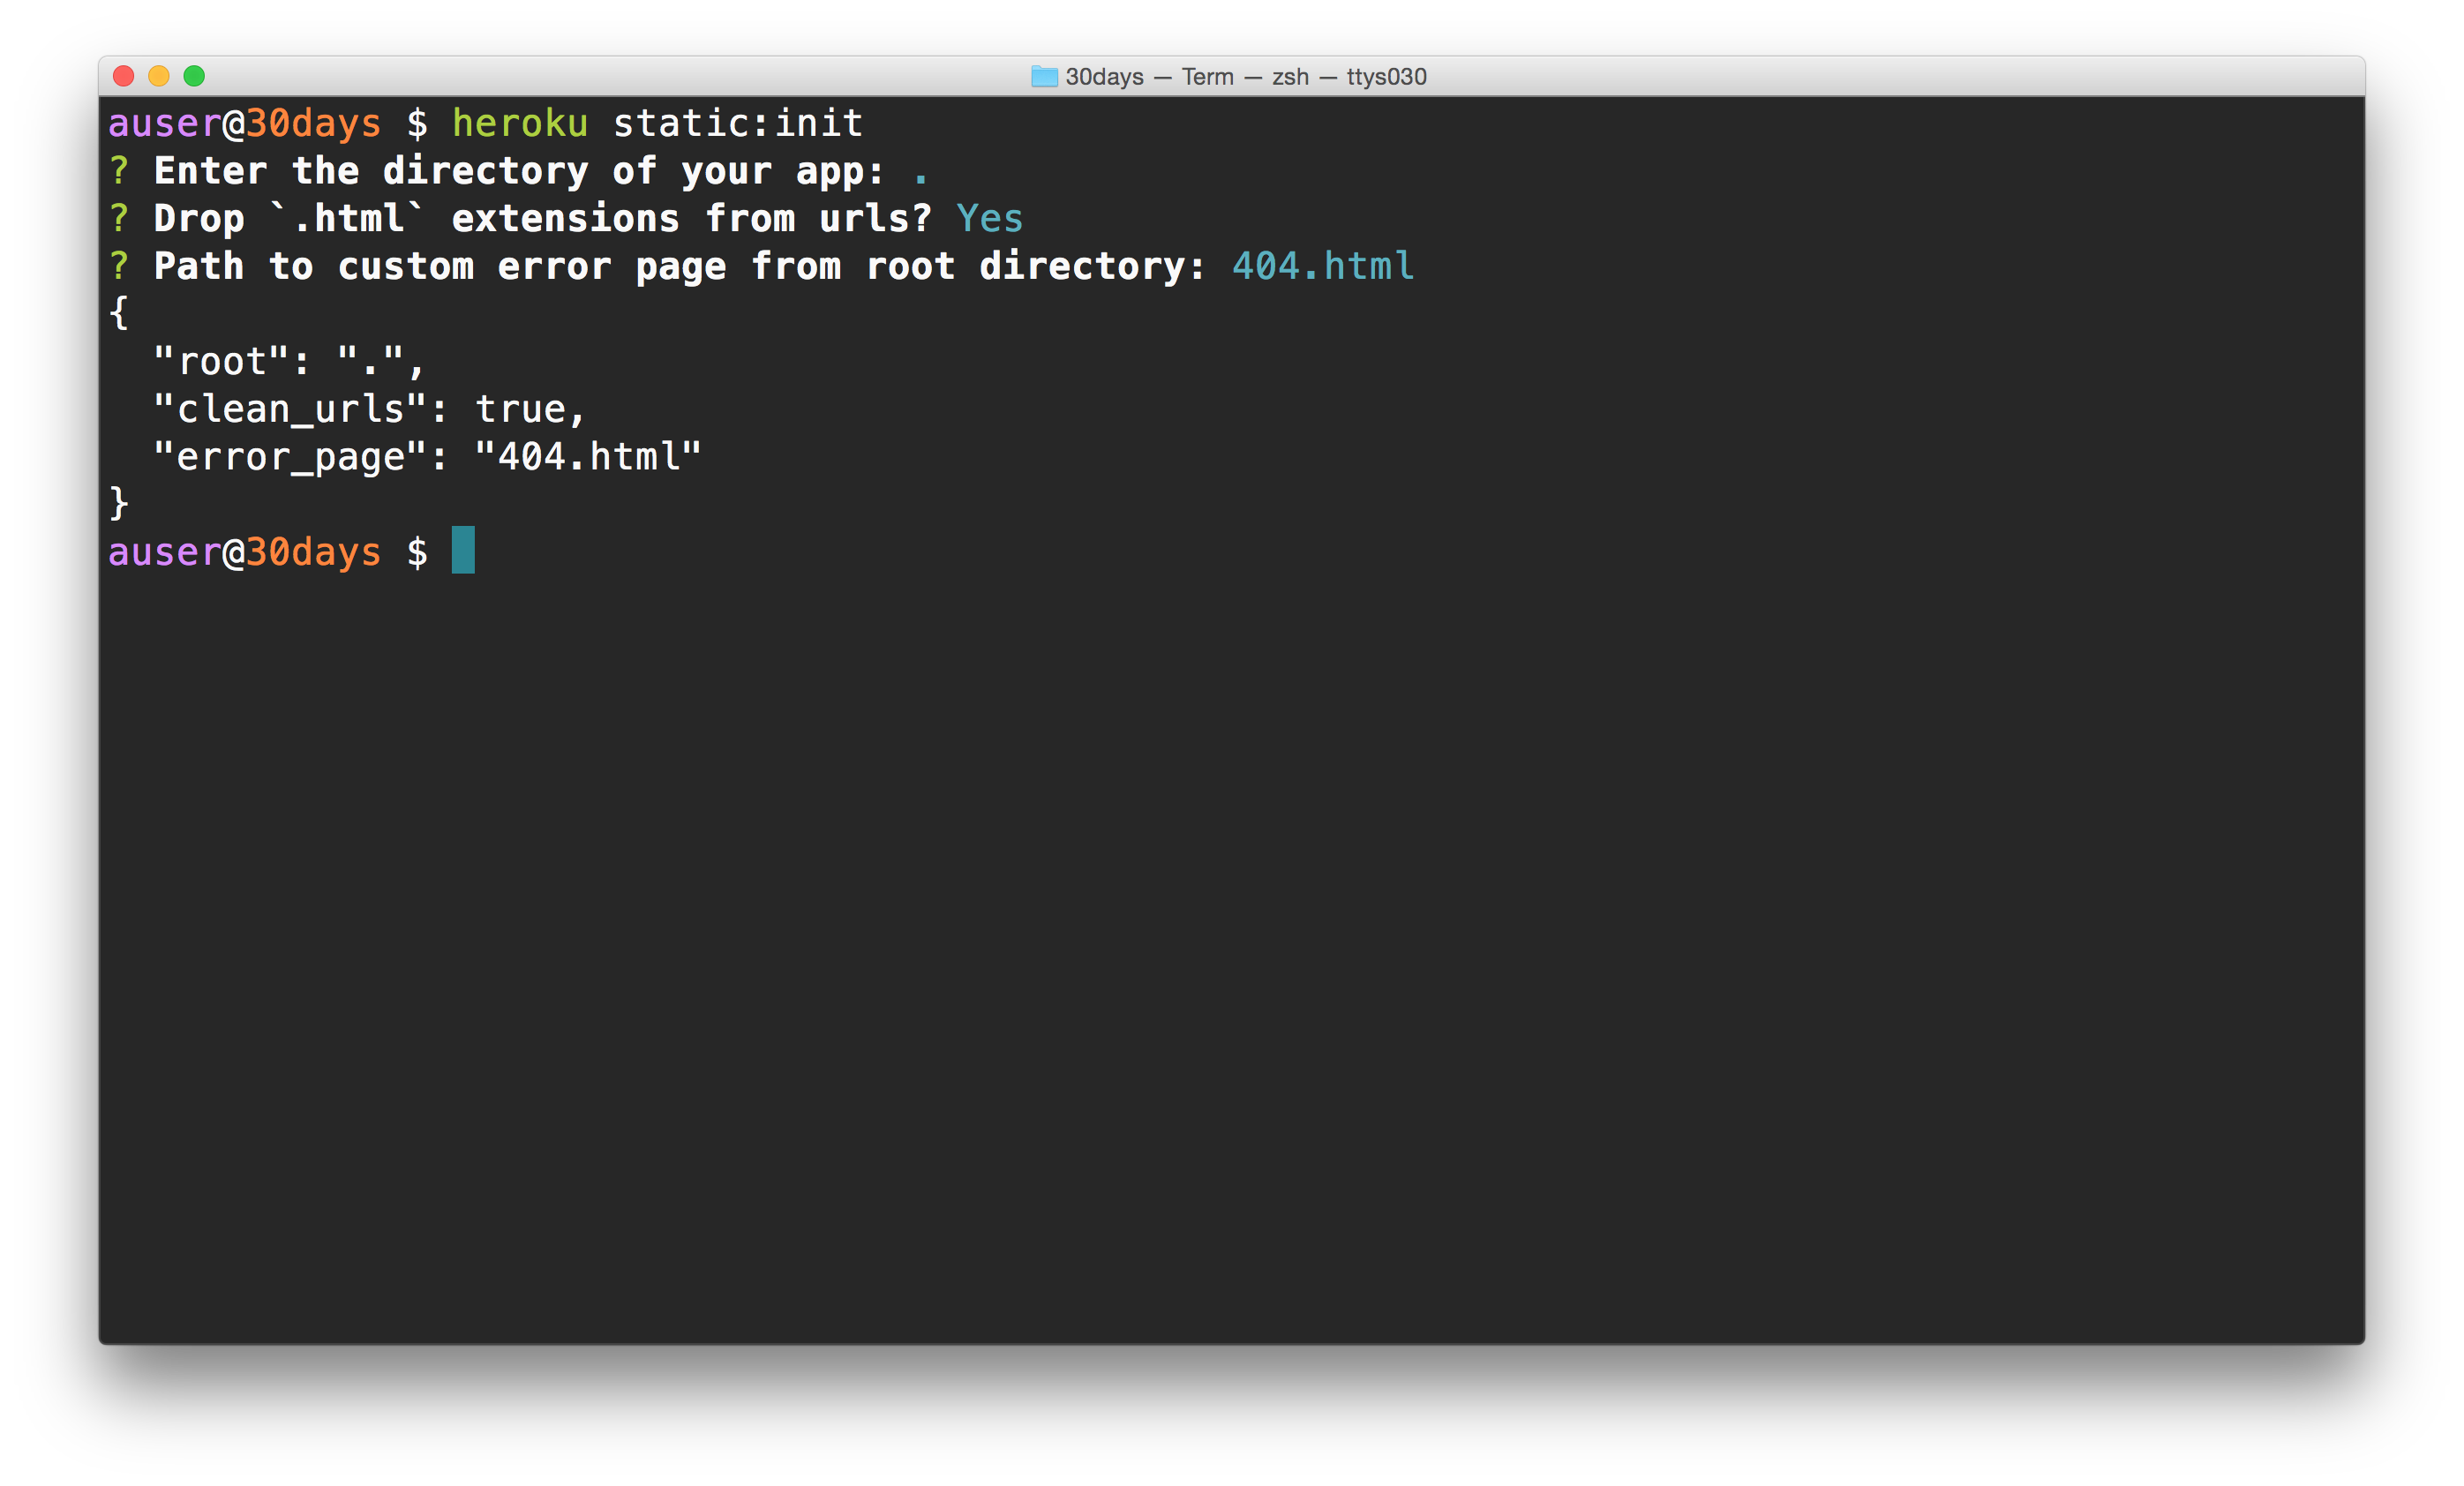 30days — Term — zsh — ttys030
auser@30days $ heroku static:init
? Enter the directory of your app: .
? Drop `.html` extensions from urls? Yes
? Path to custom error page from root directory: 404.html
{
  "root": ".",
  "clean_urls": true,
  "error_page": "404.html"
}
auser@30days $